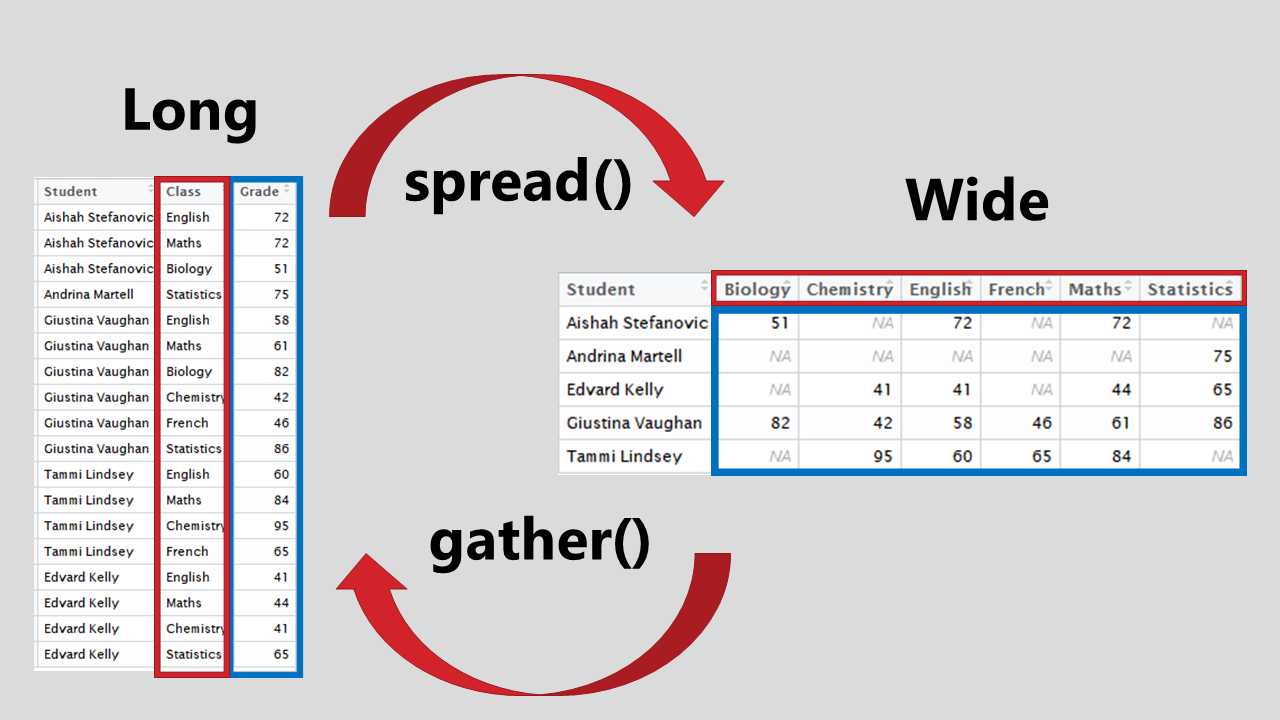 Long
spread()
Wide
Student Class Grade
Aishah Stefanovic English 72
Aishah Stefanovic Maths 72
Aishah Stefanovic Biology 51
Andrina Martell Statistics 75
Giustina Vaughan English 58
Giustina Vaughan Maths 61
Giustina Vaughan Biology 82
Giustina Vaughan Chemistry 42
Giustina Vaughan French 46
Giustina Vaughan Statistics 86
Tammi Lindsey English 60
Tammi Lindsey Maths 84
Tammi Lindsey Chemistry 95
Tammi Lindsey French 65
Edvard Kelly English 41
Edvard Kelly Maths 44
Edvard Kelly Chemistry 41
Edvard Kelly Statistics 65
Student Biology Chemistry English French Maths Statistics
Aishah Stefanovic 51 NA 72 NA 72 NA
Andrina Martell NA NA NA NA NA 75
Edvard Kelly NA 41 41 NA 44 65
Giustina Vaughan 82 42 58 46 61 86
Tammi Lindsey NA 95 60 65 84 NA
gather()